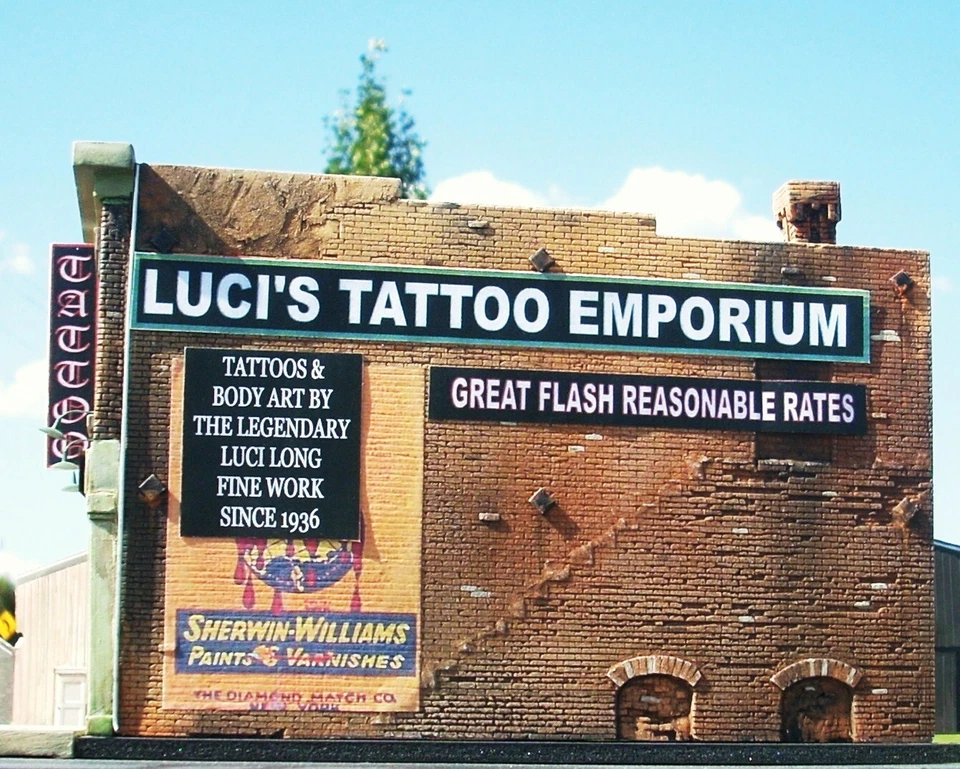 TATTOOS
LUCI'S TATTOO EMPORIUM
TATTOOS &
BODY ART BY
THE LEGENDARY
LUCI LONG
FINE WORK
SINCE 1936
GREAT FLASH REASONABLE RATES
SHERWIN-WILLIAMS
PAINTS & VARNISHES
THE DIAMOND MATCH CO.
NEW YORK